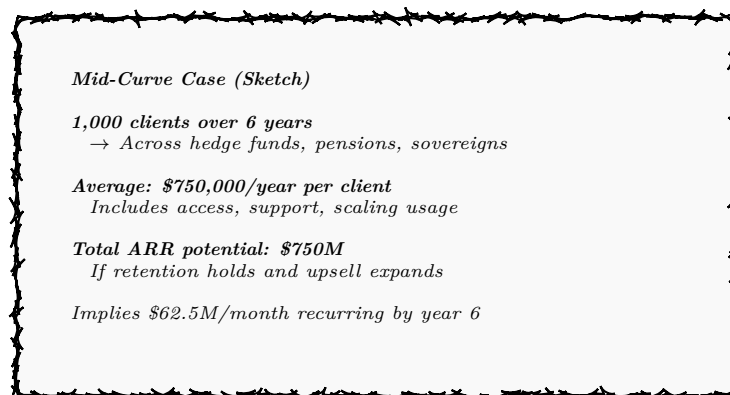 Mid-Curve Case (Sketch)
1,000 clients over 6 years
→ Across hedge funds, pensions, sovereigns
Average: $750,000/year per client
Includes access, support, scaling usage
Total ARR potential: $750M
If retention holds and upsell expands
Implies $62.5M/month recurring by year 6